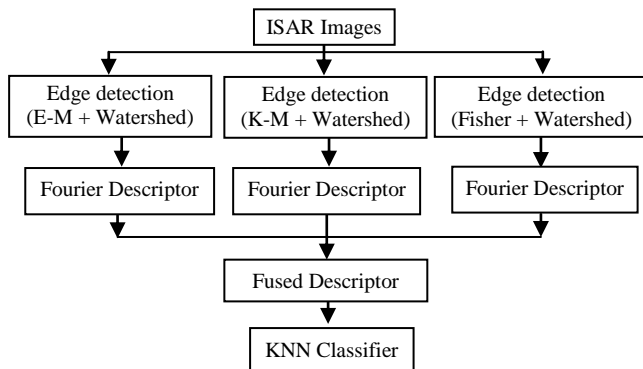 ISAR Images
Edge detection
(E-M + Watershed)
Edge detection
(K-M + Watershed)
Edge detection
(Fisher + Watershed)
Fourier Descriptor
Fourier Descriptor
Fourier Descriptor
Fused Descriptor
KNN Classifier